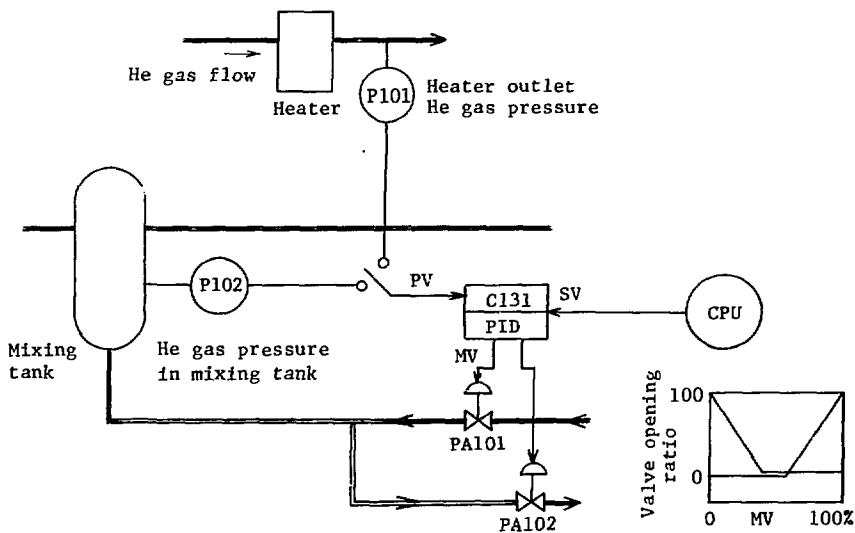 He gas flow
Heater
P101
Heater outlet
He gas pressure
P102
PV
C131
PID
SV
CPU
Mixing
tank
He gas pressure
in mixing tank
MV
PA101
PA102
Valve opening
ratio
100
0
0 MV 100%